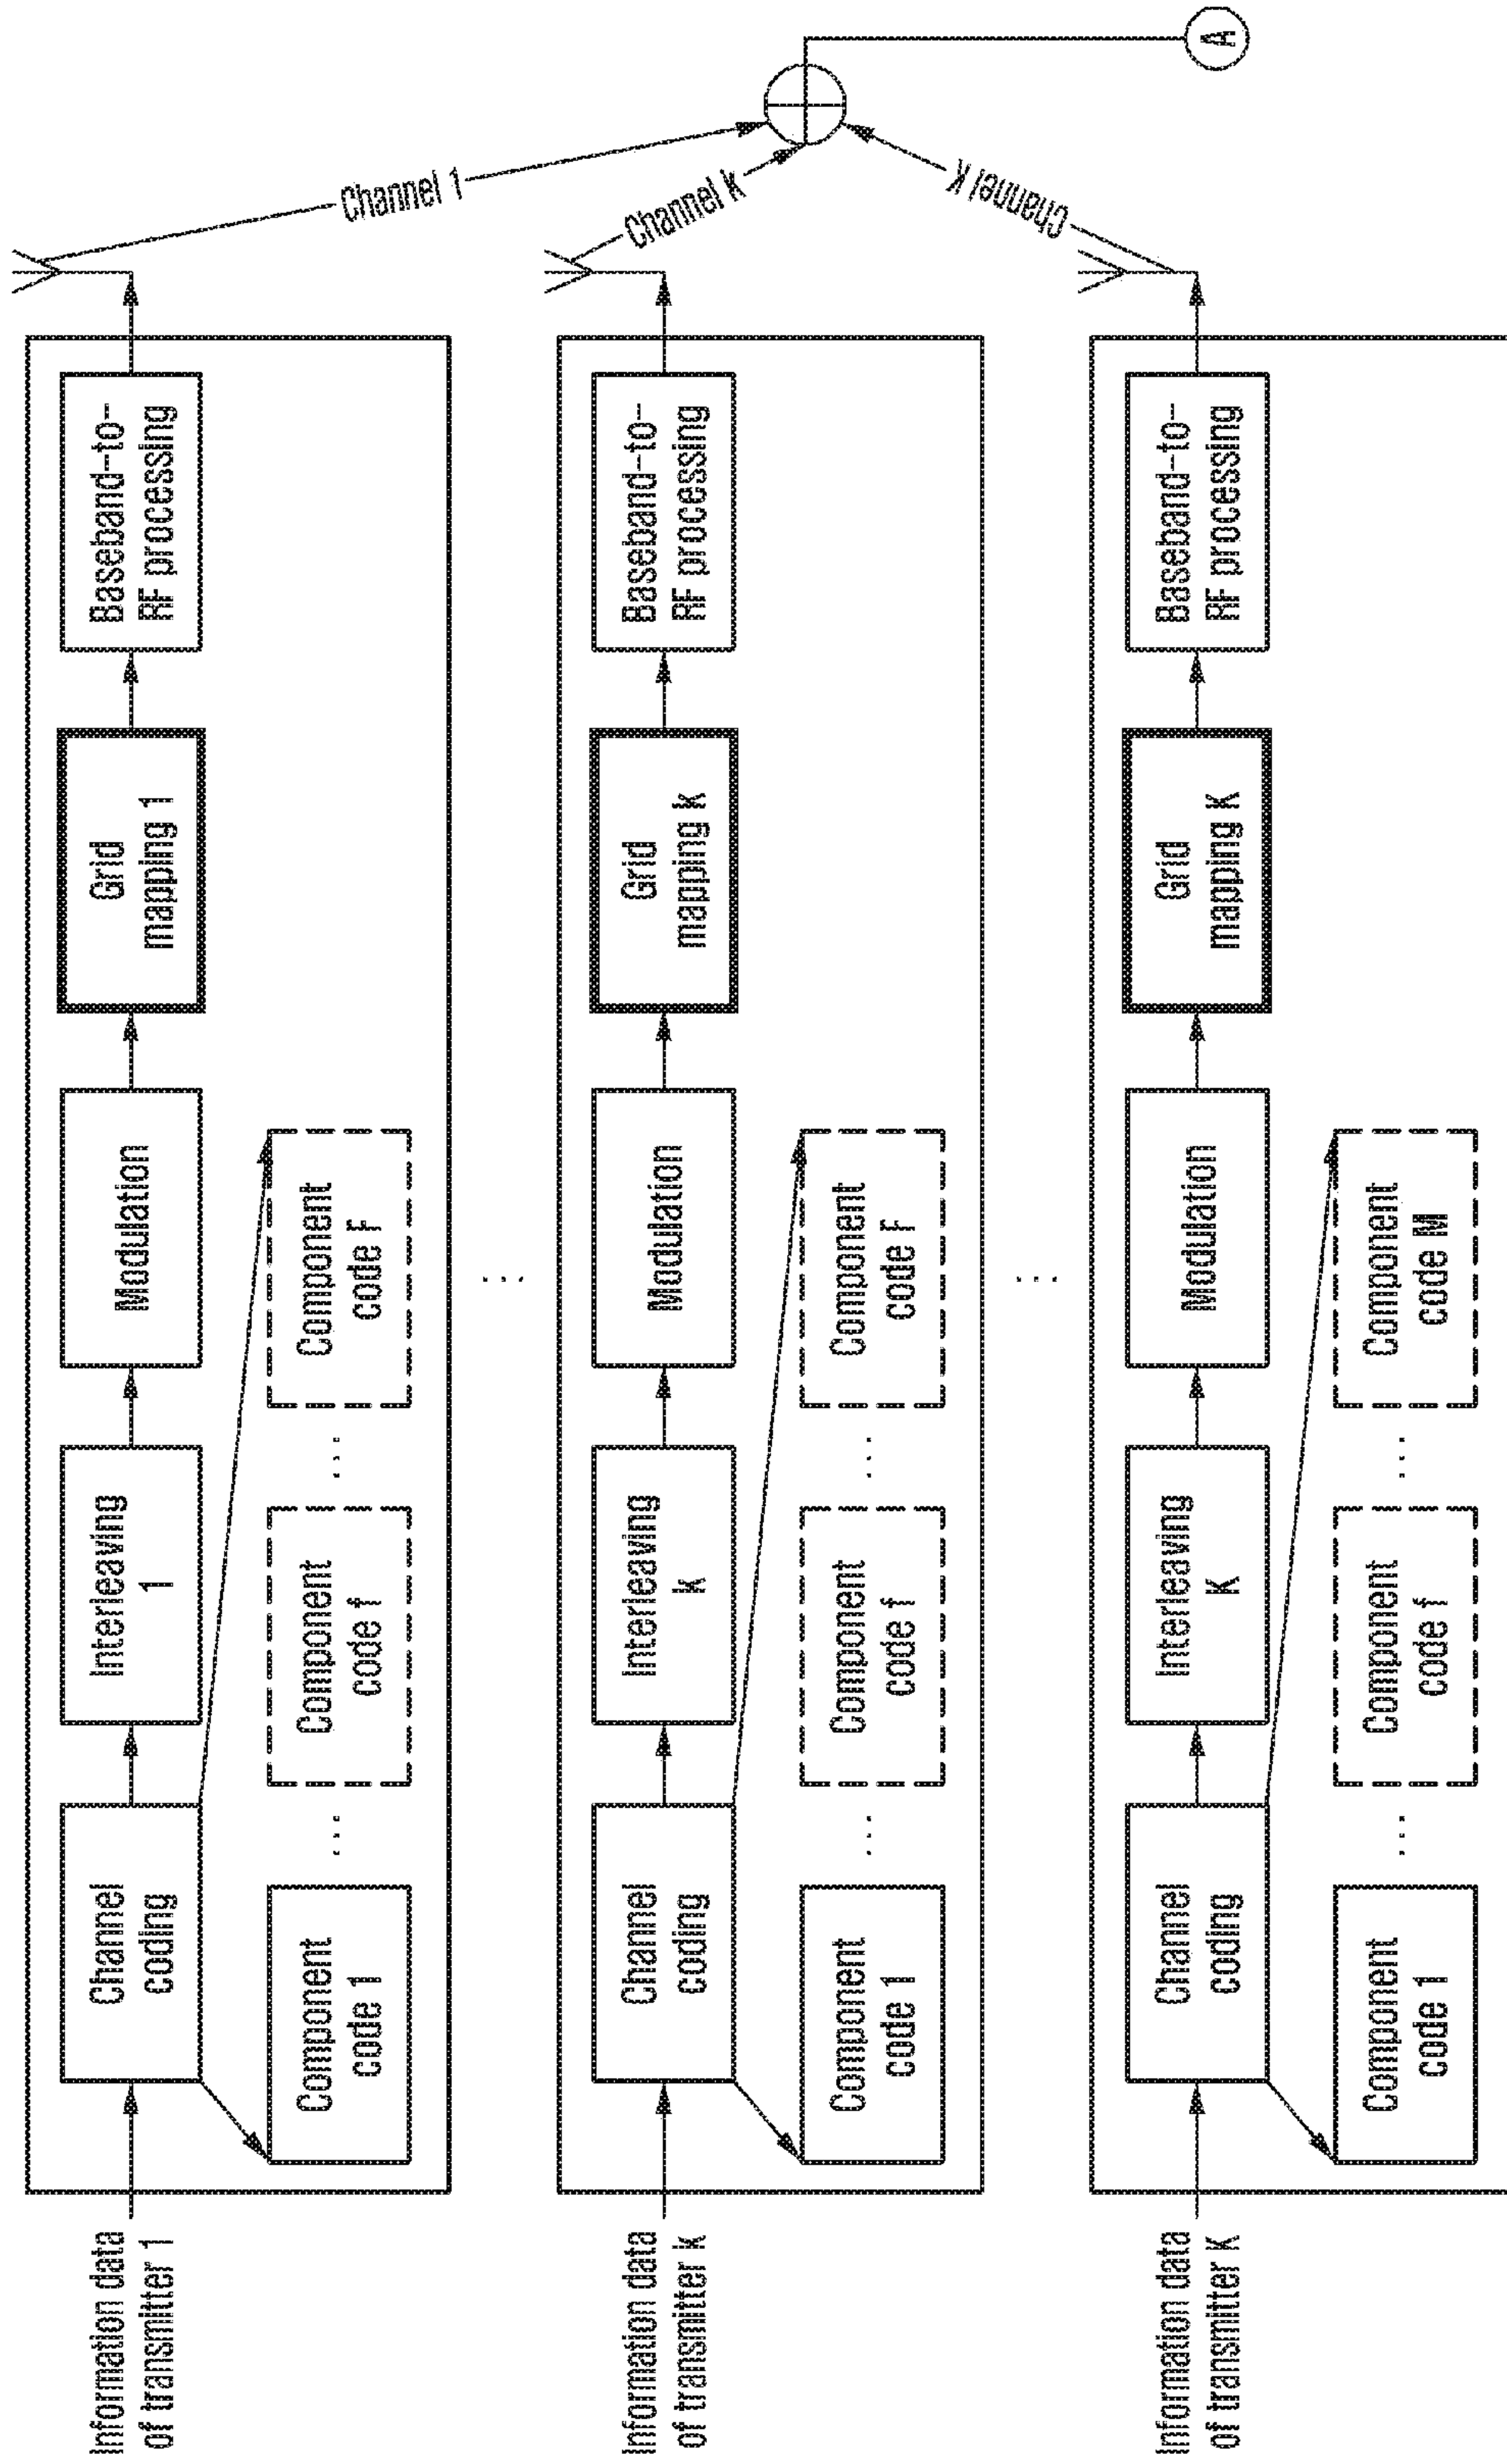 Information data
of transmitter 1
Channel
coding
Interleaving
1
Modulation
Grid
mapping 1
Baseband-to-
RF processing
Component
code 1
...
Component
code f
...
Component
code F
Channel 1
...
Information data
of transmitter k
Channel
coding
Interleaving
k
Modulation
Grid
mapping k
Baseband-to-
RF processing
Component
code 1
...
Component
code f
...
Component
code F
Channel k
...
Information data
of transmitter K
Channel
coding
Interleaving
K
Modulation
Grid
mapping K
Baseband-to-
RF processing
Component
code 1
...
Component
code f
...
Component
code M
Channel K
A